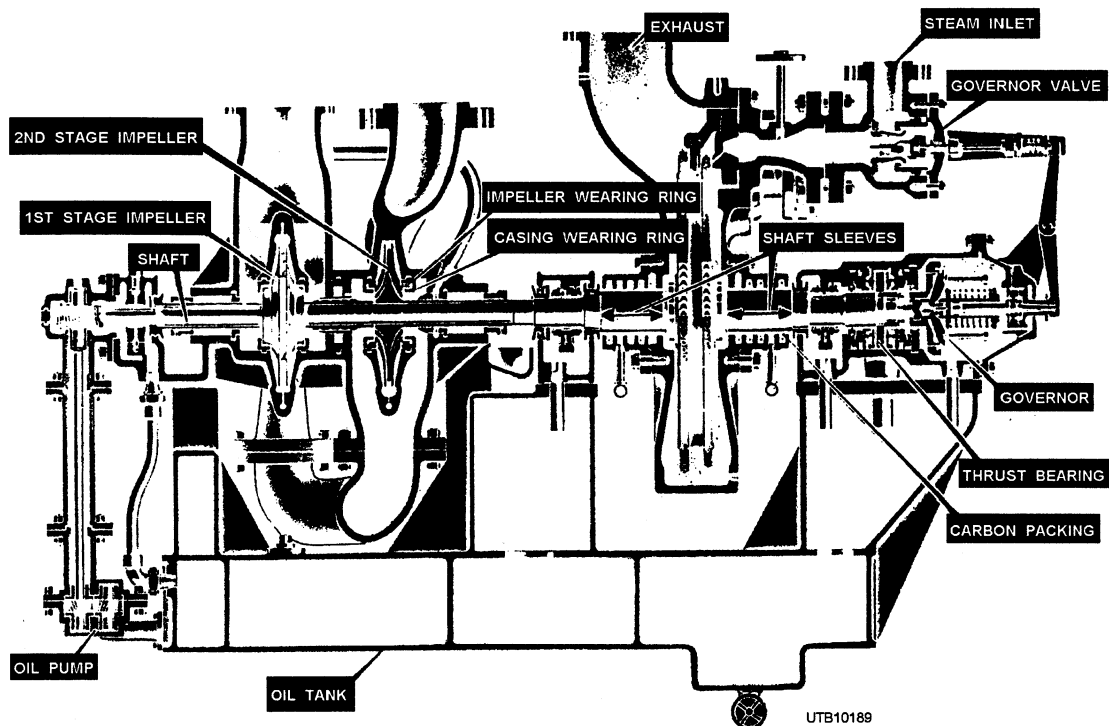 EXHAUST
STEAM INLET
GOVERNOR VALVE
2ND STAGE IMPELLER
IMPELLER WEARING RING
1ST STAGE IMPELLER
CASING WEARING RING
SHAFT SLEEVES
SHAFT
GOVERNOR
THRUST BEARING
CARBON PACKING
OIL PUMP
OIL TANK
UTB10189